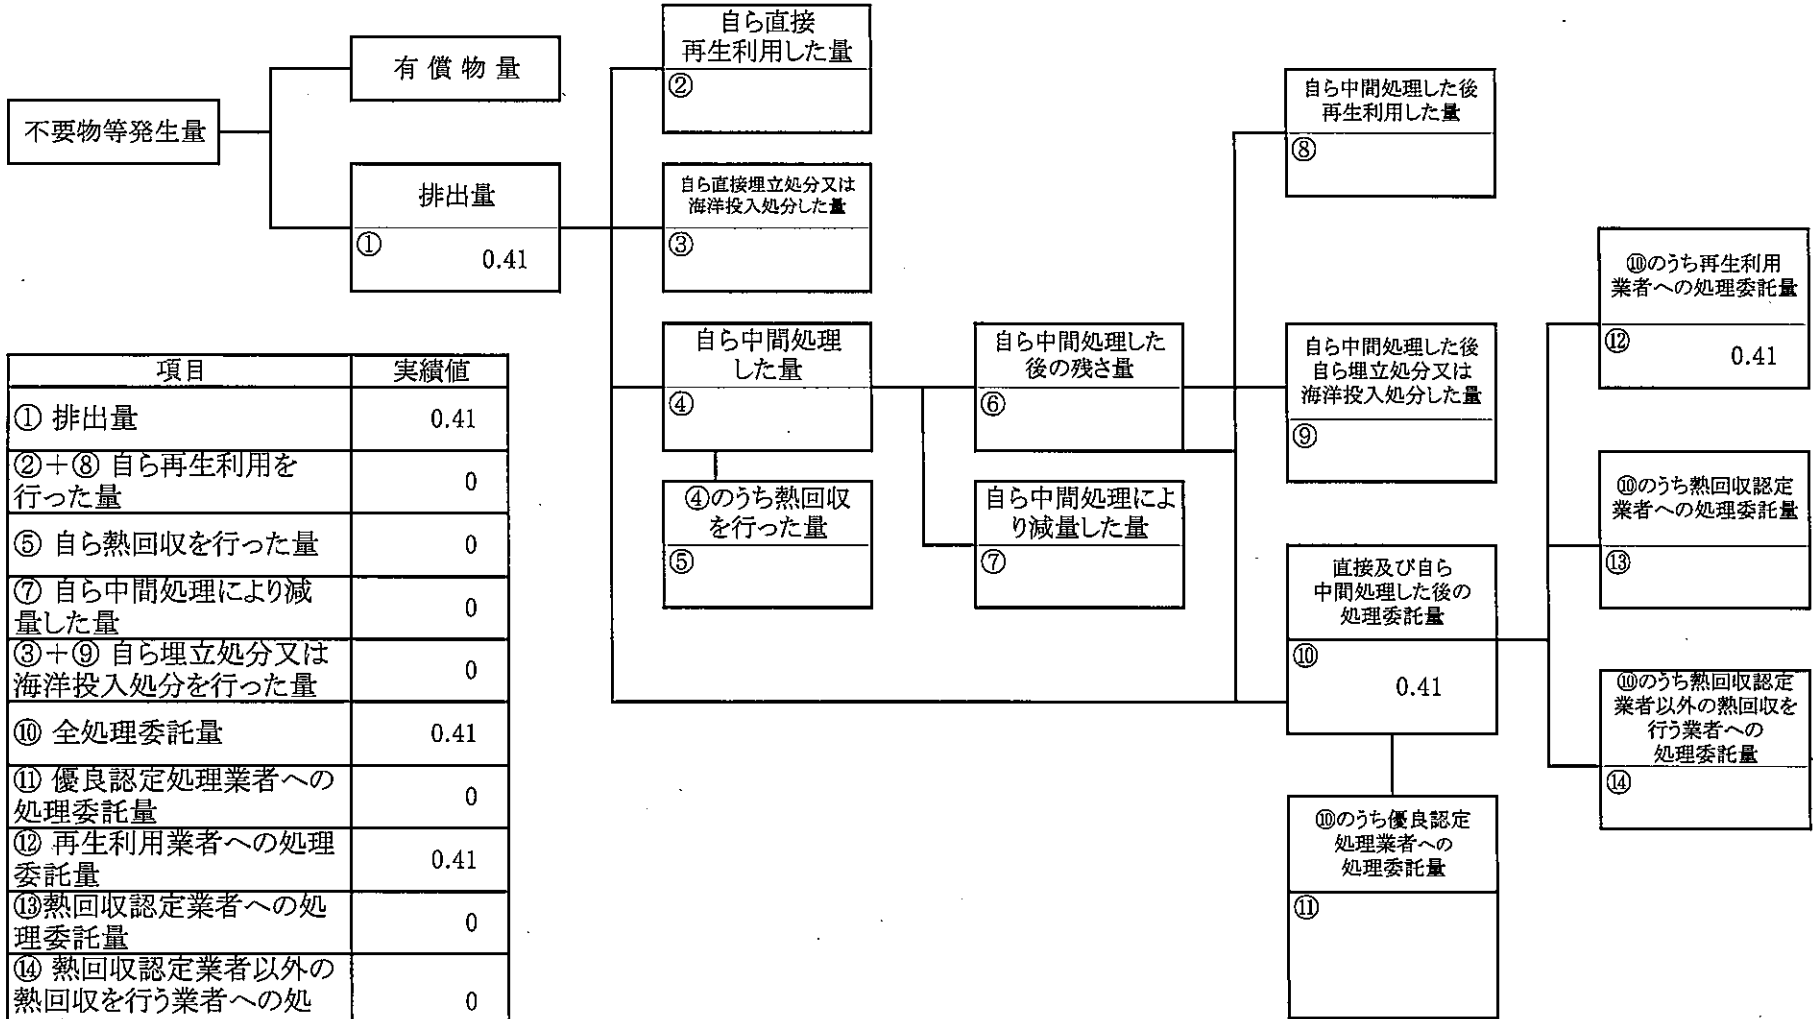 不要物等発生量
有償物量
排出量
①
0.41
自ら直接
再生利用した量
②
自ら直接埋立処分又は
海洋投入処分した量
③
自ら中間処理
した量
④
④のうち熱回収
を行った量
⑤
自ら中間処理した
後の残さ量
⑥
自ら中間処理によ
り減量した量
⑦
自ら中間処理した後
再生利用した量
⑧
自ら中間処理した後
自ら埋立処分又は
海洋投入処分した量
⑨
直接及び自ら
中間処理した後の
処理委託量
⑩
0.41
⑩のうち優良認定
処理業者への
処理委託量
⑪
⑩のうち再生利用
業者への処理委託量
⑫
0.41
⑩のうち熱回収認定
業者への処理委託量
⑬
⑩のうち熱回収認定
業者以外の熱回収を
行う業者への
処理委託量
⑭
項目 実績値
① 排出量 0.41
②+⑧ 自ら再生利用を
行った量 0
⑤ 自ら熱回収を行った量 0
⑦ 自ら中間処理により減
量した量 0
③+⑨ 自ら埋立処分又は
海洋投入処分を行った量 0
⑩ 全処理委託量 0.41
⑪ 優良認定処理業者への
処理委託量 0
⑫ 再生利用業者への処理
委託量 0.41
⑬熱回収認定業者への処
理委託量 0
⑭ 熱回収認定業者以外の
熱回収を行う業者への処 0